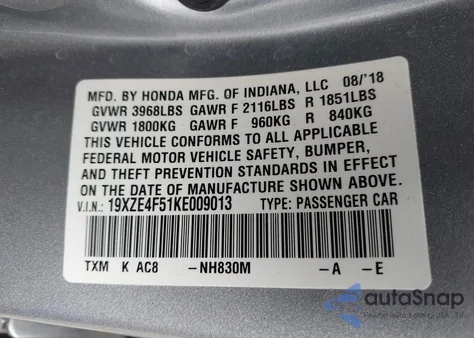 MFD. BY HONDA MFG. OF INDIANA, LLC 08/'18
GVWR 3968LBS GAWR F 2116LBS R 1851LBS
GVWR 1800KG GAWR F 960KG R 840KG
THIS VEHICLE CONFORMS TO ALL APPLICABLE
FEDERAL MOTOR VEHICLE SAFETY, BUMPER,
AND THEFT PREVENTION STANDARDS IN EFFECT
ON THE DATE OF MANUFACTURE SHOWN ABOVE.
V.I.N.: 19XZE4F51KE009013 TYPE: PASSENGER CAR
TXM K AC8 -NH830M -A -E
autoSnap